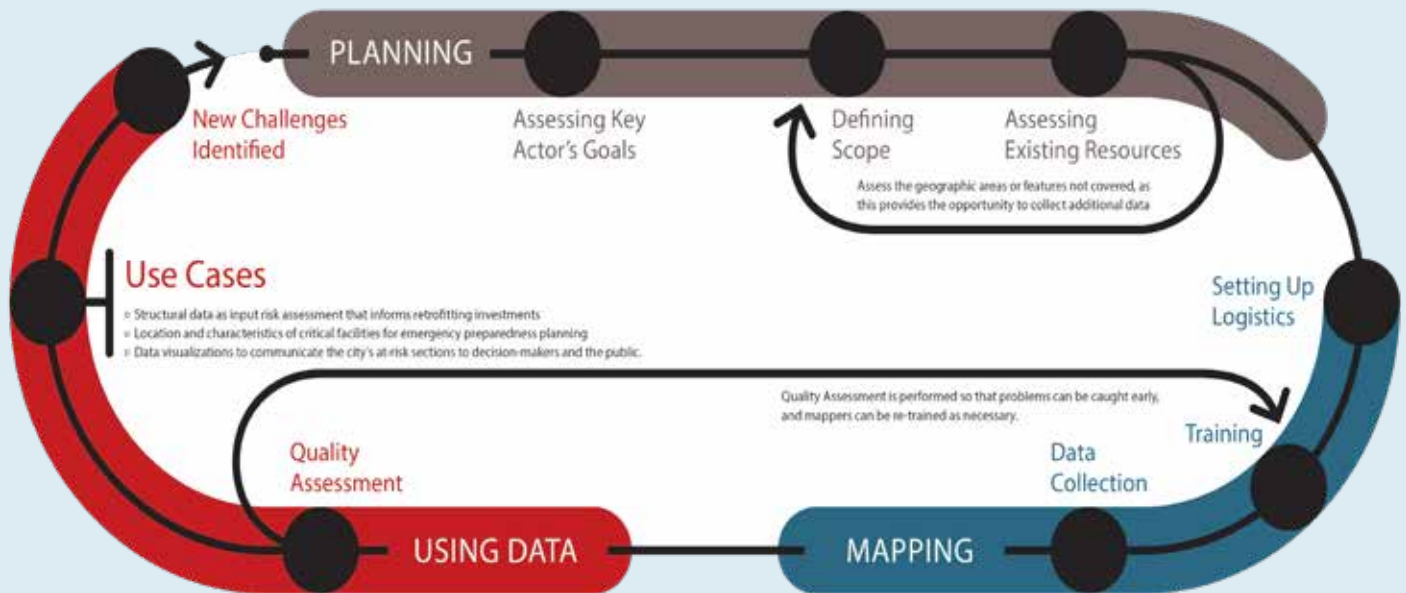 PLANNING
New Challenges
Identified
Assessing Key
Actor's Goals
Defining
Scope
Assessing
Existing Resources
Assess the geographic areas or features not covered, as
this provides the opportunity to collect additional data
Use Cases
Structural data as input risk assessment that informs retrofitting investments
Location and characteristics of critical facilities for emergency preparedness planning
Data visualizations to communicate the city's at-risk sections to decision-makers and the public.
Setting Up
Logistics
Quality Assessment is performed so that problems can be caught early,
and mappers can be re-trained as necessary.
Training
Quality
Assessment
Data
Collection
USING DATA
MAPPING